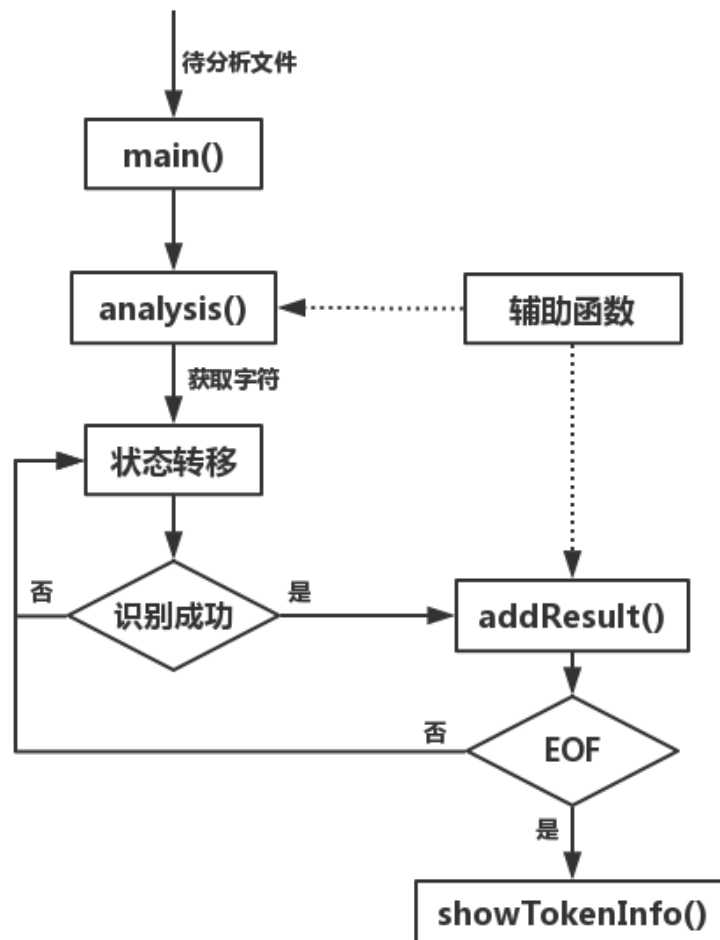 待分析文件
main()
analysis()
辅助函数
获取字符
状态转移
否
识别成功
是
addResult()
否
EOF
是
showTokenInfo()